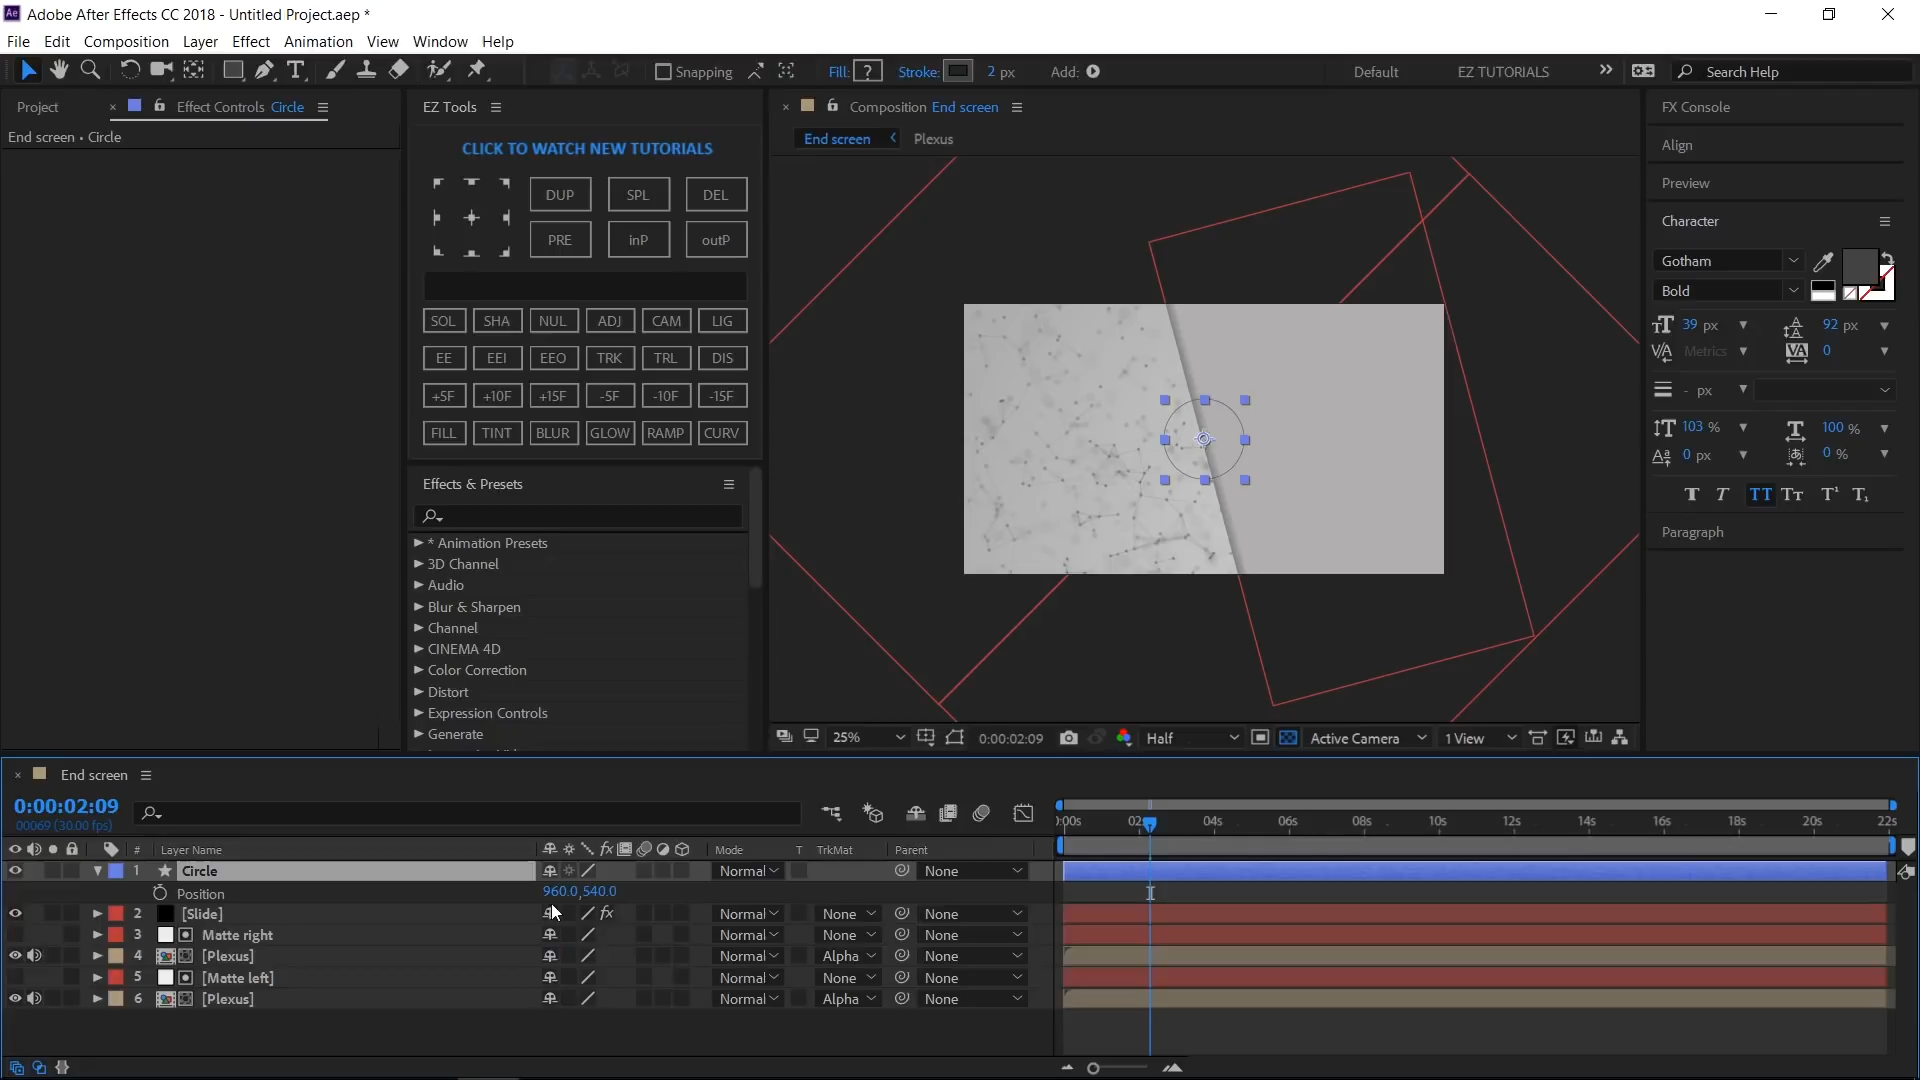 Adobe After Effects CC 2018 - Untitled Project.aep *
File Edit Composition Layer Effect Animation View Window Help
Snapping Fill: ? Stroke: 2 px Add: Default EZ TUTORIALS Search Help
Project × Effect Controls Circle
End screen • Circle
EZ Tools
CLICK TO WATCH NEW TUTORIALS
DUP SPL DEL
PRE inP outP
SOL SHA NUL ADJ CAM LIG
EE EEI EEO TRK TRL DIS
+5F +10F +15F -5F -10F -15F
FILL TINT BLUR GLOW RAMP CURV
Effects & Presets
* Animation Presets
3D Channel
Audio
Blur & Sharpen
Channel
CINEMA 4D
Color Correction
Distort
Expression Controls
Generate
× Composition End screen
End screen Plexus
25% 0:00:02:09 Half Active Camera 1 View
FX Console
Align
Preview
Character
Gotham
Bold
39 px 92 px
Metrics 0
- px
103 % 100 %
0 px 0 %
T T TT Tt T¹ T₁
Paragraph
× End screen
0:00:02:09
00069 (30.00 fps)
):00s 02s 04s 06s 08s 10s 12s 14s 16s 18s 20s 22s
# Layer Name Mode T TrkMat Parent
1 Circle Normal None
Position 960.0,540.0
2 [Slide] fx Normal None None
3 Matte right Normal None None
4 [Plexus] Normal Alpha None
5 [Matte left] Normal None None
6 [Plexus] Normal Alpha None